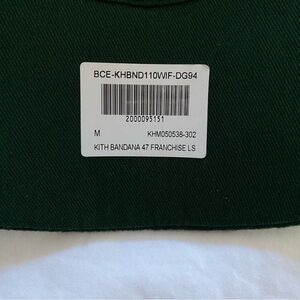 BCE-KHBND110WIF-DG94
2000095151
M KHM050538-302
KITH BANDANA 47 FRANCHISE LS